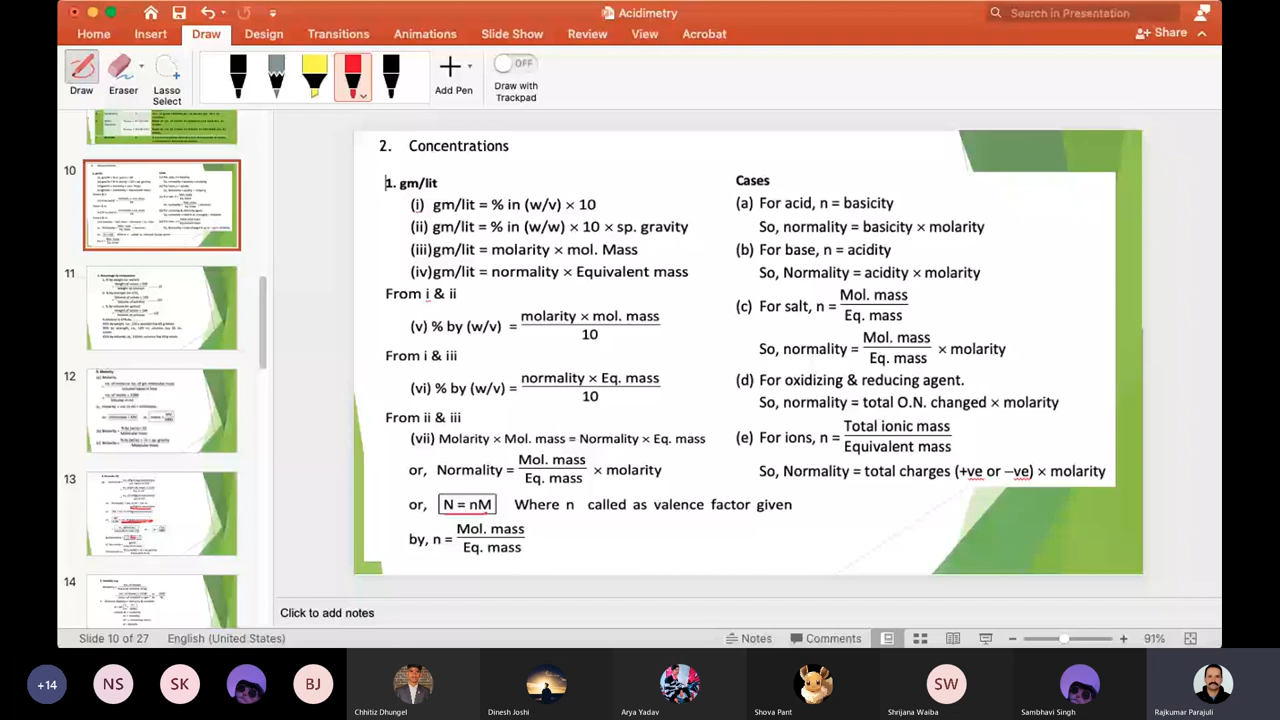 Acidimetry
Search in Presentation
Home Insert Draw Design Transitions Animations Slide Show Review View Acrobat Share
OFF
Draw Eraser Lasso Select Add Pen Draw with Trackpad
10
11
12
13
14
2. Concentrations
1. gm/lit
(i) gm/lit = % in (w/v) × 10
(ii) gm/lit = % in (w/w) × 10 × sp. gravity
(iii) gm/lit = molarity × mol. Mass
(iv) gm/lit = normality × Equivalent mass
From i & ii
(v) % by (w/v) = molarity × mol. mass / 10
From i & iii
(vi) % by (w/v) = normality × Eq. mass / 10
From ii & iii
(vii) Molarity × Mol. mass = Normality × Eq. mass
or, Normality = Mol. mass / Eq. mass × molarity
or, N = nM Where n called as valence factor given
by, n = Mol. mass / Eq. mass
Cases
(a) For acid, n = basicity
So, normality = basicity × molarity
(b) For base, n = acidity
So, Normality = acidity × molarity
(c) For salt, n = Mol. mass / Eq. mass
So, normality = Mol. mass / Eq. mass × molarity
(d) For oxidizing & reducing agent.
So, normality = total O.N. changed × molarity
(e) For ions, n = Total ionic mass / Equivalent mass
So, Normality = total charges (+ve or –ve) × molarity
Click to add notes
Slide 10 of 27 English (United States) Notes Comments 91%
+14 NS SK BJ SW
Chhitiz Dhungel Dinesh Joshi Arya Yadav Shova Pant Shrijana Waiba Sambhavi Singh Rajkumar Parajuli